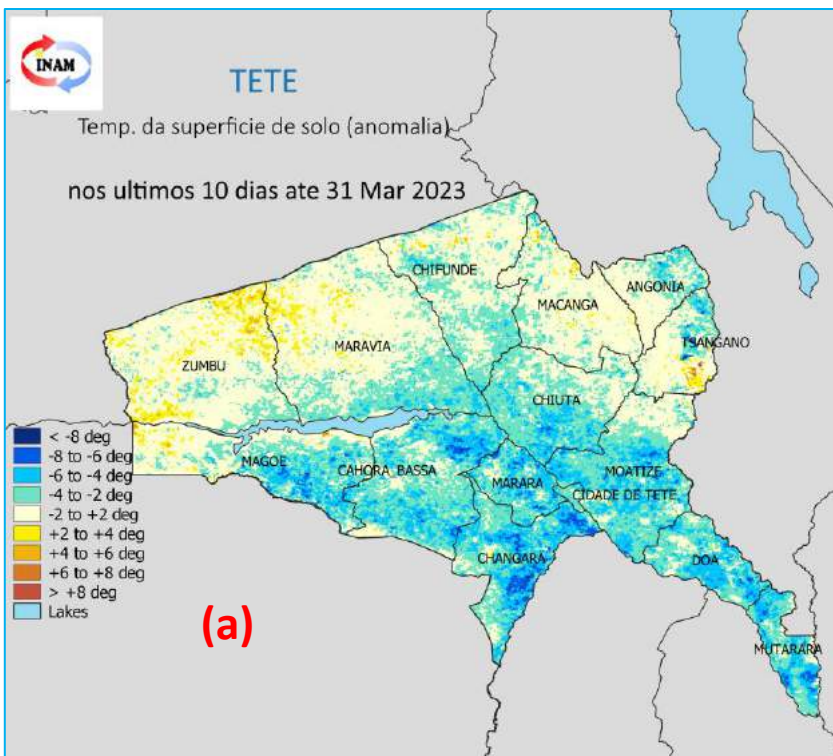 INAM
TETE
Temp. da superficie de solo (anomalia)
nos ultimos 10 dias ate 31 Mar 2023
CHIFUNDE
ANGONIA
MACANGA
TSANGANO
MARAVIA
ZUMBU
CHIUTA
MAGOE
CAHORA_BASSA
MOATIZE
MARARA
CIDADE DE TETE
CHANGARA
DOA
MUTARARA
< -8 deg
-8 to -6 deg
-6 to -4 deg
-4 to -2 deg
-2 to +2 deg
+2 to +4 deg
+4 to +6 deg
+6 to +8 deg
> +8 deg
Lakes
(a)